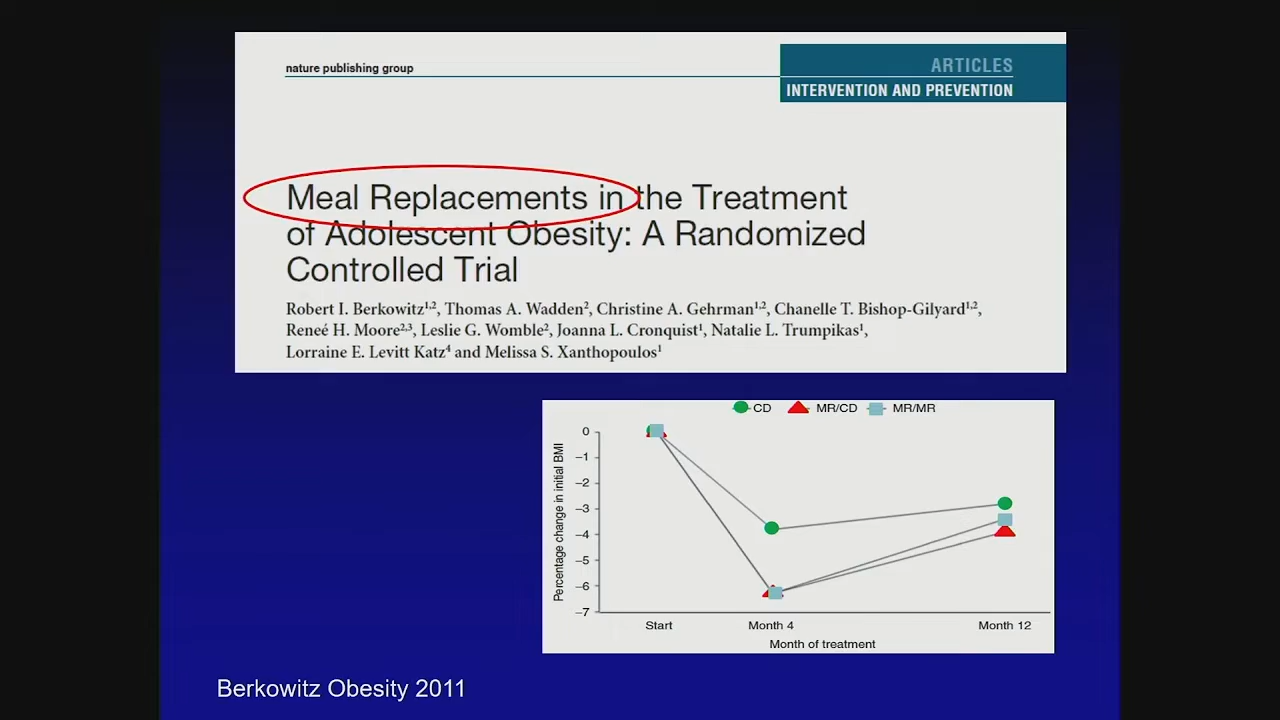 nature publishing group
ARTICLES
INTERVENTION AND PREVENTION
Meal Replacements in the Treatment
of Adolescent Obesity: A Randomized
Controlled Trial
Robert I. Berkowitz1,2, Thomas A. Wadden2, Christine A. Gehrman1,2, Chanelle T. Bishop-Gilyard1,2,
Reneé H. Moore2,3, Leslie G. Womble2, Joanna L. Cronquist1, Natalie L. Trumpikas1,
Lorraine E. Levitt Katz4 and Melissa S. Xanthopoulos1
CD MR/CD MR/MR
Percentage change in initial BMI
0
–1
–2
–3
–4
–5
–6
–7
Start Month 4 Month 12
Month of treatment
Berkowitz Obesity 2011